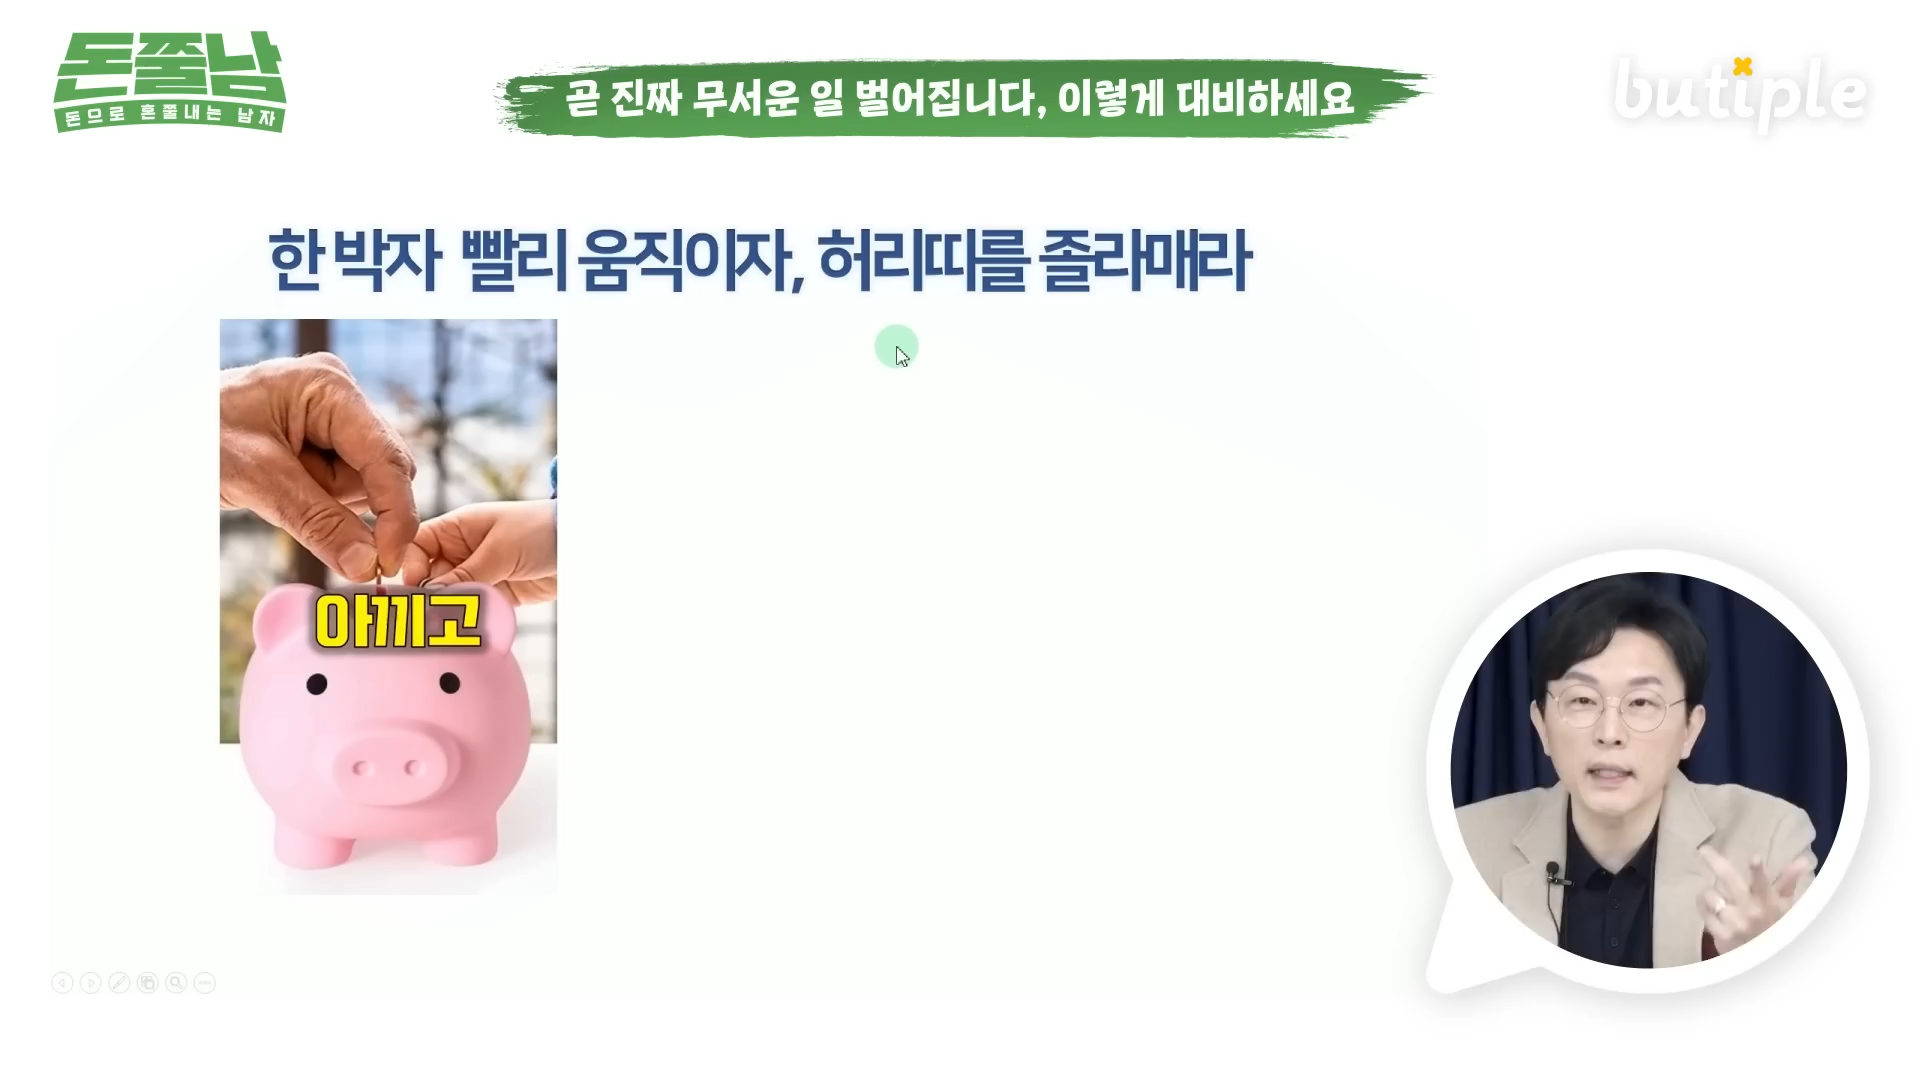 돈쭐남
돈으로 혼쭐내는 남자
곧 진짜 무서운 일 벌어집니다, 이렇게 대비하세요
butiple
한 박자 빨리 움직이자, 허리띠를 졸라매라
아끼고